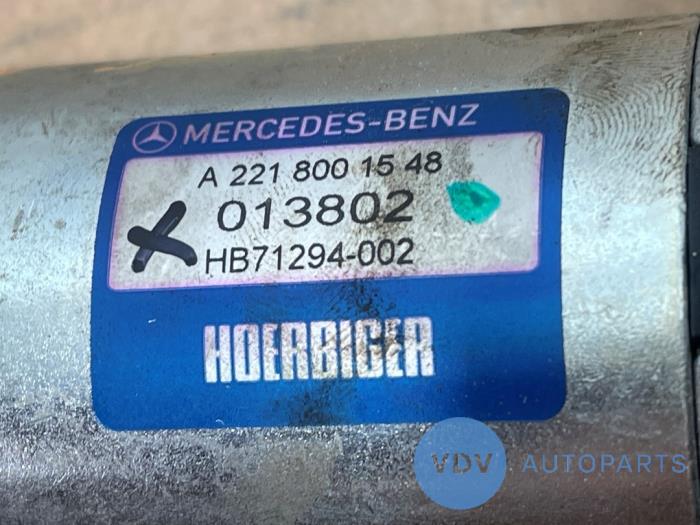 MERCEDES-BENZ
A 221 800 15 48
013802
HB71294-002
HOERBIGER
VDV AUTOPARTS